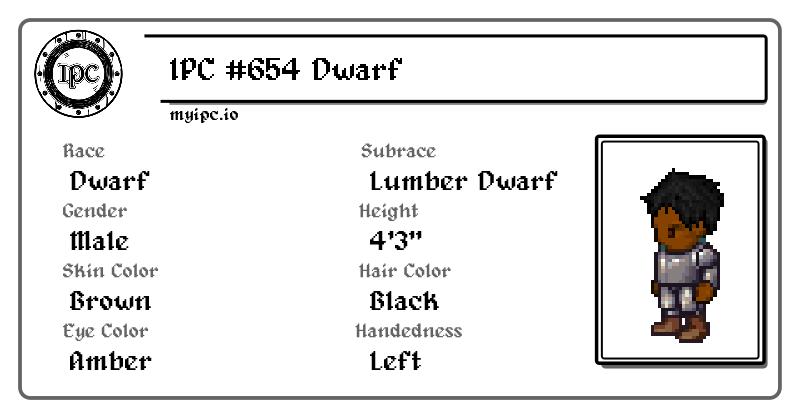 IPC
IPC #654 Dwarf
myipc.io
Race
Subrace
Dwarf
Lumber Dwarf
Gender
Height
Male
4'3"
Skin Color
Hair Color
Brown
Black
Eye Color
Handedness
Amber
Left